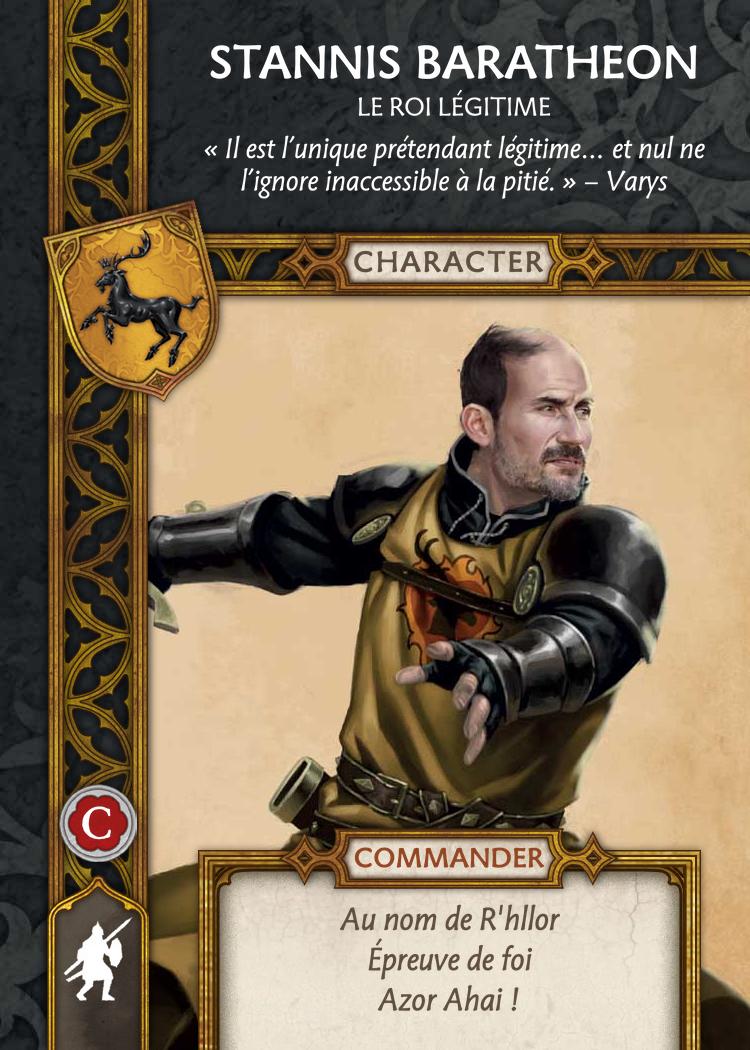 STANNIS BARATHEON
LE ROI LÉGITIME
« Il est l'unique prétendant légitime... et nul ne
l'ignore inaccessible à la pitié. » – Varys
CHARACTER
C
COMMANDER
Au nom de R'hllor
Épreuve de foi
Azor Ahai !